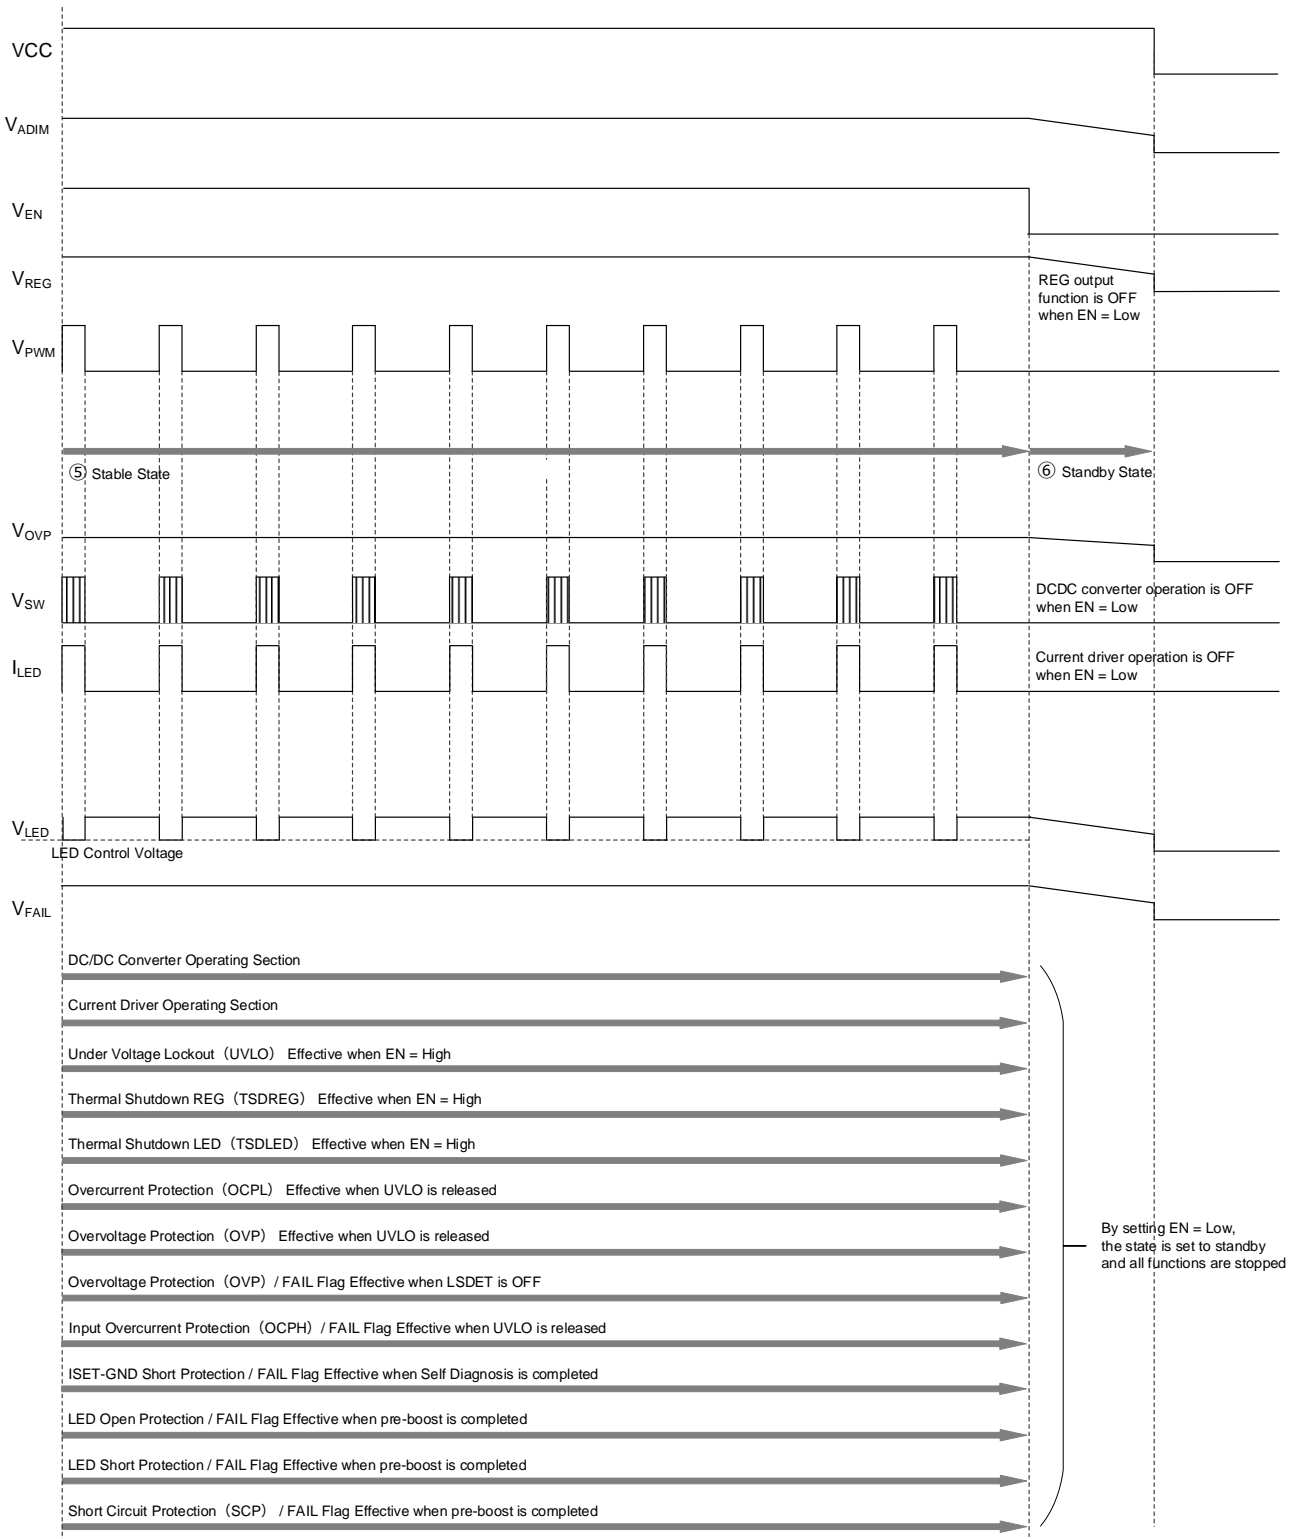 VCC
VADIM
VEN
VREG
REG output
function is OFF
when EN = Low
VPWM
⑤ Stable State
⑥ Standby State
VOVP
VSW
DCDC converter operation is OFF
when EN = Low
ILED
Current driver operation is OFF
when EN = Low
VLED
LED Control Voltage
VFAIL
DC/DC Converter Operating Section
Current Driver Operating Section
Under Voltage Lockout（UVLO） Effective when EN = High
Thermal Shutdown REG（TSDREG） Effective when EN = High
Thermal Shutdown LED（TSDLED） Effective when EN = High
Overcurrent Protection（OCPL） Effective when UVLO is released
Overvoltage Protection（OVP） Effective when UVLO is released
By setting EN = Low,
the state is set to standby
and all functions are stopped
Overvoltage Protection（OVP）/ FAIL Flag Effective when LSDET is OFF
Input Overcurrent Protection（OCPH）/ FAIL Flag Effective when UVLO is released
ISET-GND Short Protection / FAIL Flag Effective when Self Diagnosis is completed
LED Open Protection / FAIL Flag Effective when pre-boost is completed
LED Short Protection / FAIL Flag Effective when pre-boost is completed
Short Circuit Protection（SCP） / FAIL Flag Effective when pre-boost is completed